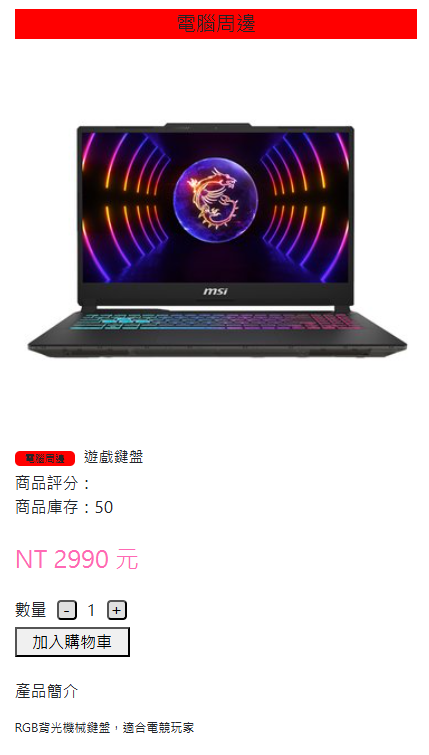 電腦周邊
msi
電腦周邊 遊戲鍵盤
商品評分：
商品庫存：50
NT 2990 元
數量 - 1 +
加入購物車
產品簡介
RGB背光機械鍵盤，適合電競玩家